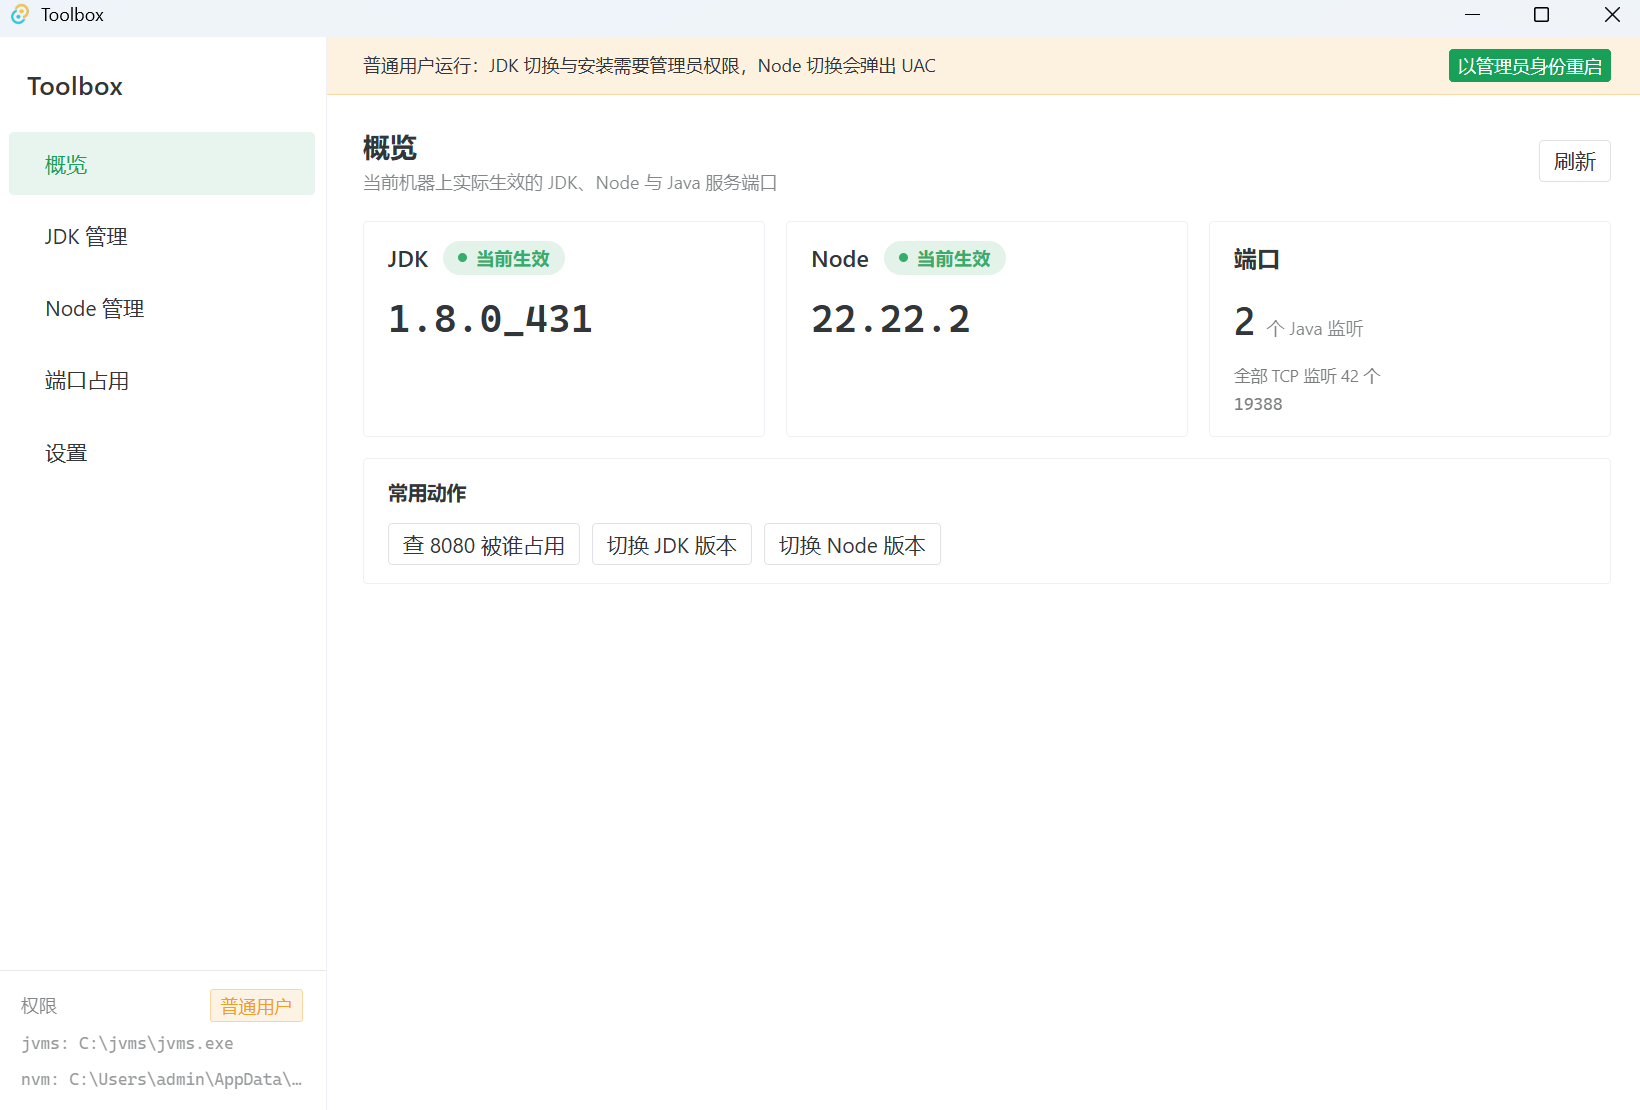 Toolbox
Toolbox
概览
JDK 管理
Node 管理
端口占用
设置
权限
普通用户
jvms: C:\jvms\jvms.exe
nvm: C:\Users\admin\AppData\…
普通用户运行：JDK 切换与安装需要管理员权限，Node 切换会弹出 UAC
以管理员身份重启
概览
当前机器上实际生效的 JDK、Node 与 Java 服务端口
刷新
JDK 当前生效
1.8.0_431
Node 当前生效
22.22.2
端口
2 个 Java 监听
全部 TCP 监听 42 个
19388
常用动作
查 8080 被谁占用
切换 JDK 版本
切换 Node 版本